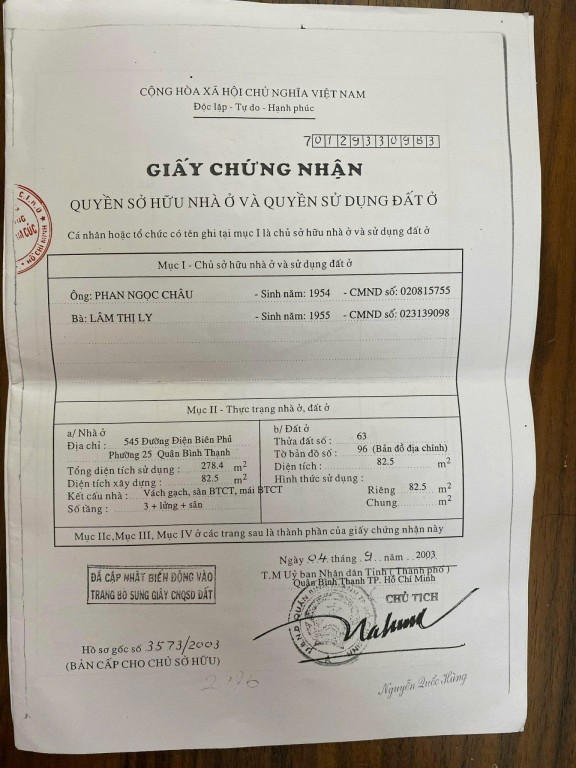 CỘNG HÒA XÃ HỘI CHỦ NGHĨA VIỆT NAM
Độc lập - Tự do - Hạnh phúc
70129330983
GIẤY CHỨNG NHẬN
QUYỀN SỞ HỮU NHÀ Ở VÀ QUYỀN SỬ DỤNG ĐẤT Ở
Cá nhân hoặc tổ chức có tên ghi tại mục I là chủ sở hữu nhà ở và sử dụng đất ở
Mục I - Chủ sở hữu nhà ở và sử dụng đất ở
Ông: PHAN NGỌC CHÂU - Sinh năm: 1954 - CMND số: 020815755
Bà: LÂM THỊ LY - Sinh năm: 1955 - CMND số: 023139098
Mục II - Thực trạng nhà ở, đất ở
a/ Nhà ở
Địa chỉ : 545 Đường Điện Biên Phủ
Phường 25 Quận Bình Thạnh
Tổng diện tích sử dụng : 278.4 m2
Diện tích xây dựng : 82.5 m2
Kết cấu nhà : Vách gạch, sàn BTCT, mái BTCT
Số tầng : 3 + lửng + sân
b/ Đất ở
Thửa đất số : 63
Tờ bản đồ số : 96 (Bản đồ địa chính)
Diện tích : 82.5 m2
Hình thức sử dụng :
Riêng 82.5 m2
Chung m2
Mục IIc, Mục III, Mục IV ở các trang sau là thành phần của giấy chứng nhận này
Ngày 04 tháng 9 năm 2003
T.M Uỷ ban Nhân dân Tỉnh (Thành phố)
Quận Bình Thạnh TP. Hồ Chí Minh
CHỦ TỊCH
ĐÃ CẬP NHẬT BIẾN ĐỘNG VÀO
TRANG BỔ SUNG GIẤY CNQSD ĐẤT
Hồ sơ gốc số 3573/2003
(BẢN CẤP CHO CHỦ SỞ HỮU)
Nguyễn Quốc Hùng